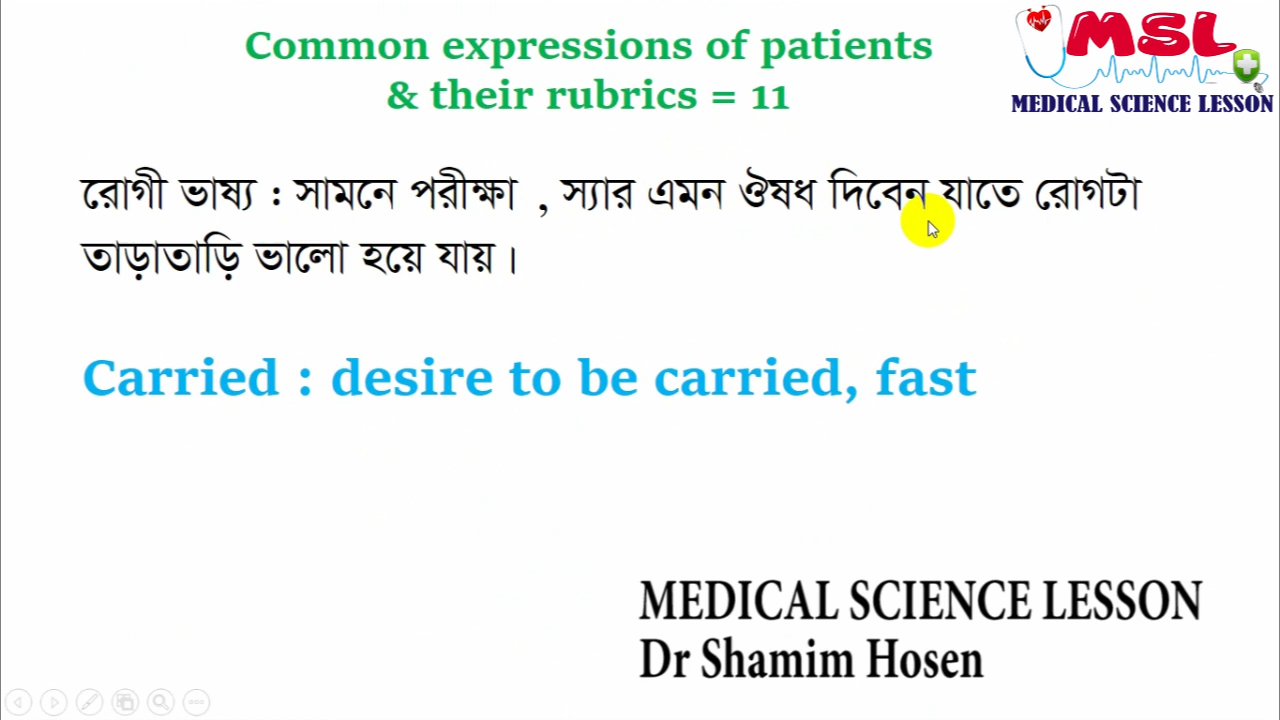 Common expressions of patients
& their rubrics = 11
MSL
MEDICAL SCIENCE LESSON
রোগী ভাষ্য : সামনে পরীক্ষা , স্যার এমন ঔষধ দিবেন যাতে রোগটা
তাড়াতাড়ি ভালো হয়ে যায়।
Carried : desire to be carried, fast
MEDICAL SCIENCE LESSON
Dr Shamim Hosen